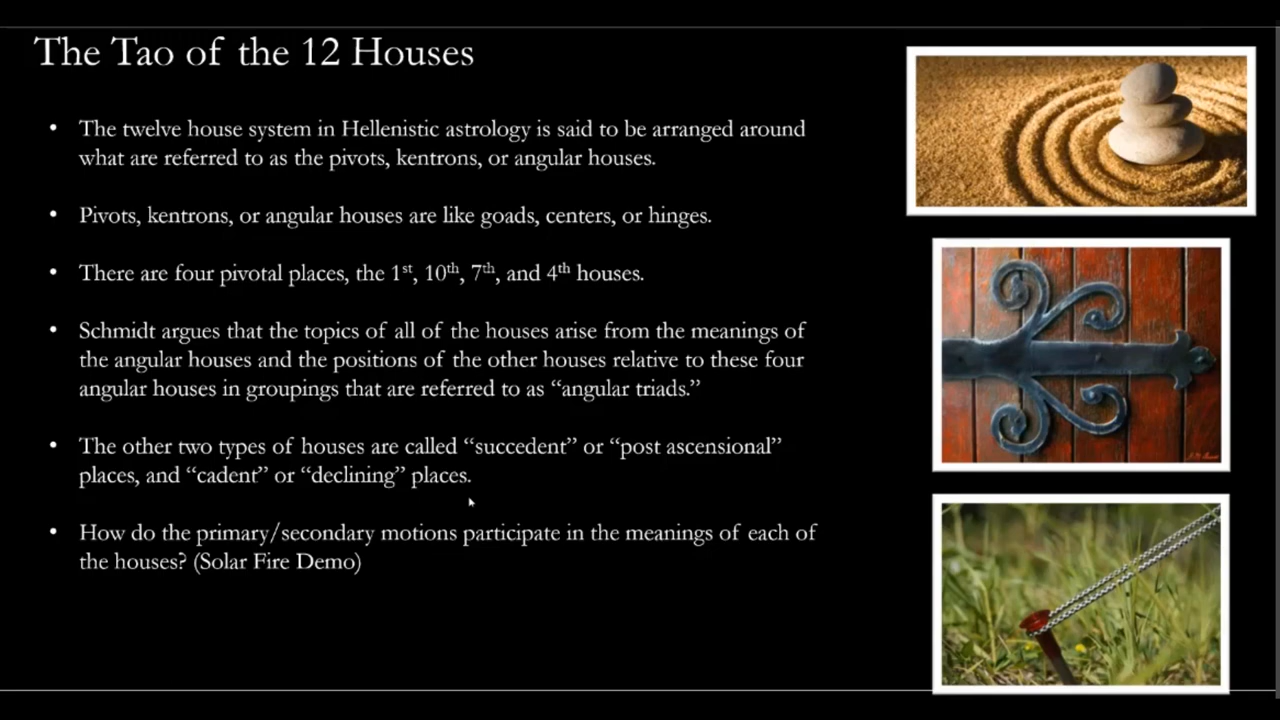 The Tao of the 12 Houses
• The twelve house system in Hellenistic astrology is said to be arranged around
what are referred to as the pivots, kentrons, or angular houses.
• Pivots, kentrons, or angular houses are like goads, centers, or hinges.
• There are four pivotal places, the 1st, 10th, 7th, and 4th houses.
• Schmidt argues that the topics of all of the houses arise from the meanings of
the angular houses and the positions of the other houses relative to these four
angular houses in groupings that are referred to as “angular triads.”
• The other two types of houses are called “succedent” or “post ascensional”
places, and “cadent” or “declining” places.
• How do the primary/secondary motions participate in the meanings of each of
the houses? (Solar Fire Demo)